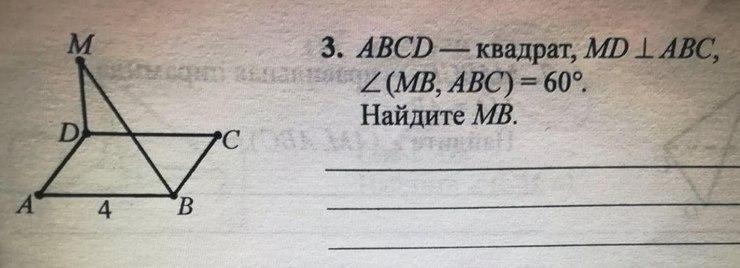 M
D
C
A
4
B
3. ABCD — квадрат, MD ⊥ ABC,
∠(MB, ABC) = 60°.
Найдите MB.